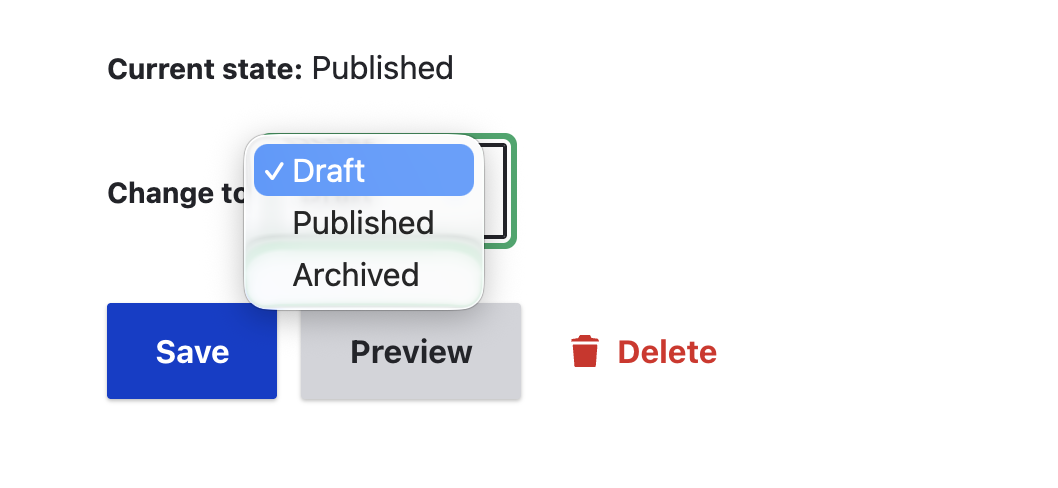 Current state: Published
Change to
✓ Draft
Published
Archived
Save
Preview
Delete